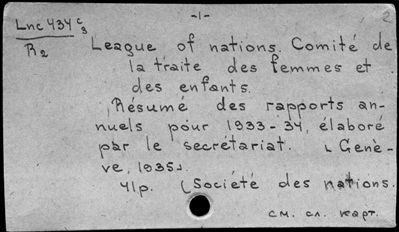 -1-
2
Lnc 434 c/3
R2
League of nations. Comité de
la traite des femmes et
des enfants.
Résumé des rapports an-
nuels pour 1933-34, élaboré
par le secrétariat. [Genè-
ve, 1935].
41p. (Société des nations.
см. сл. карт.